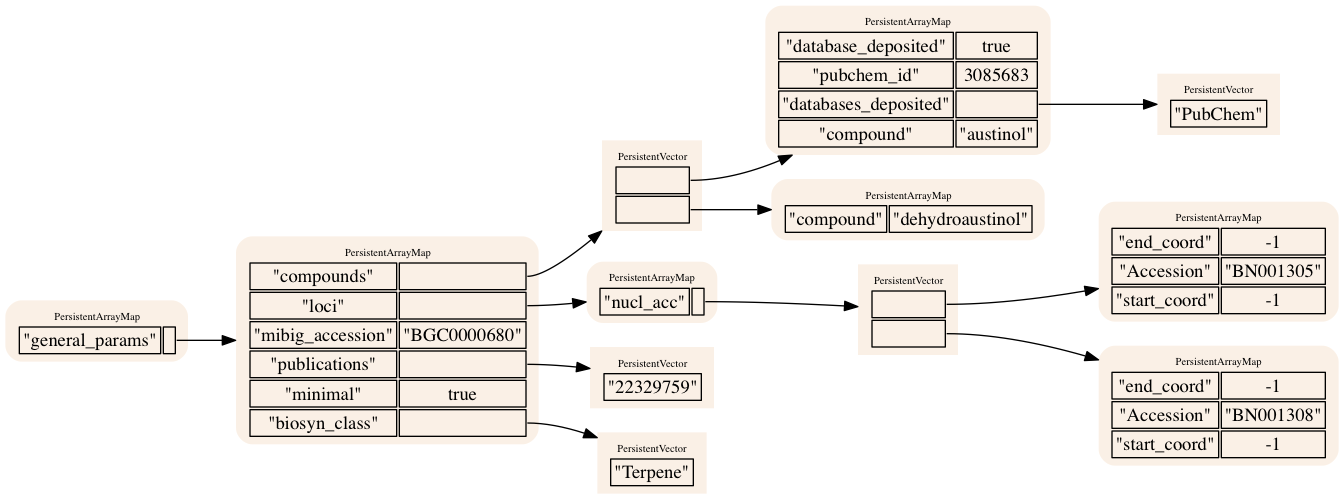 PersistentArrayMap
"general_params"
PersistentArrayMap
"compounds"
"loci"
"mibig_accession" "BGC0000680"
"publications"
"minimal" true
"biosyn_class"
PersistentVector
PersistentArrayMap
"database_deposited" true
"pubchem_id" 3085683
"databases_deposited"
"compound" "austinol"
PersistentVector
"PubChem"
PersistentArrayMap
"compound" "dehydroaustinol"
PersistentArrayMap
"nucl_acc"
PersistentVector
PersistentArrayMap
"end_coord" -1
"Accession" "BN001305"
"start_coord" -1
PersistentArrayMap
"end_coord" -1
"Accession" "BN001308"
"start_coord" -1
PersistentVector
"22329759"
PersistentVector
"Terpene"